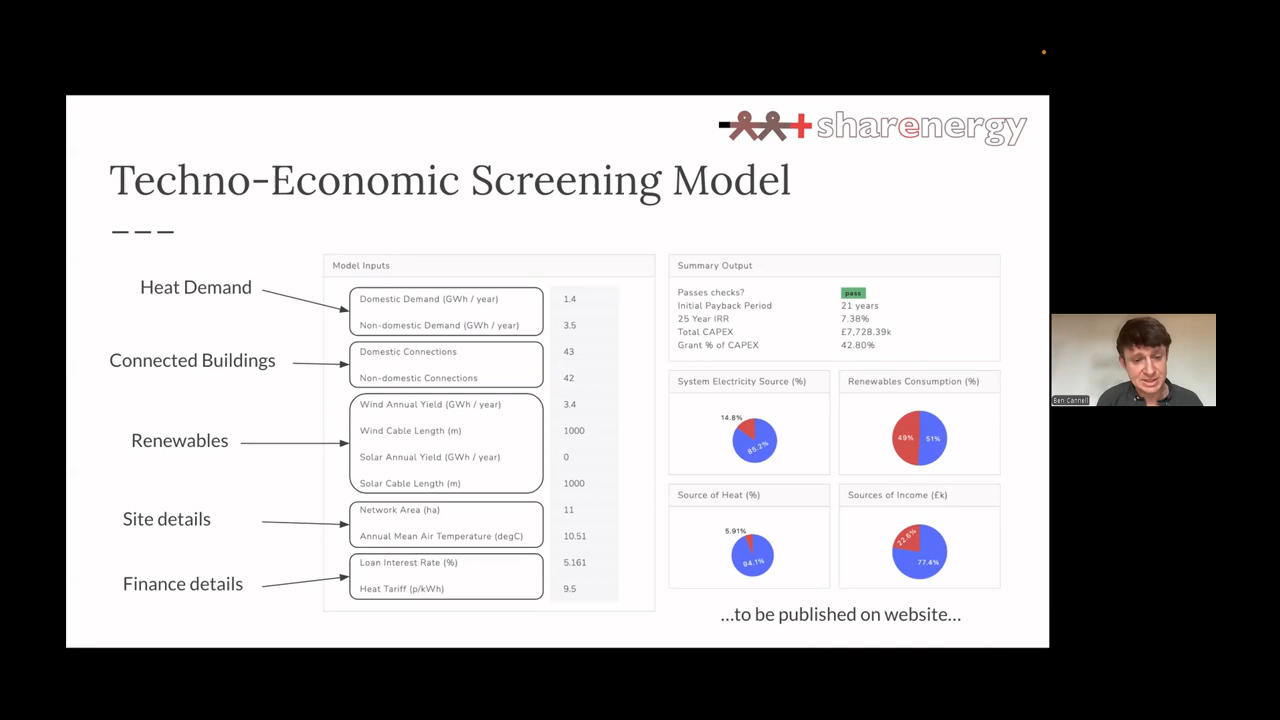 sharenergy
Techno-Economic Screening Model
Heat Demand
Connected Buildings
Renewables
Site details
Finance details
Model Inputs
Domestic Demand (GWh / year) 1.4
Non-domestic Demand (GWh / year) 3.5
Domestic Connections 43
Non-domestic Connections 42
Wind Annual Yield (GWh / year) 3.4
Wind Cable Length (m) 1000
Solar Annual Yield (GWh / year) 0
Solar Cable Length (m) 1000
Network Area (ha) 11
Annual Mean Air Temperature (degC) 10.51
Loan Interest Rate (%) 5.161
Heat Tariff (p/kWh) 9.5
Summary Output
Passes checks? pass
Initial Payback Period 21 years
25 Year IRR 7.38%
Total CAPEX £7,728.39k
Grant % of CAPEX 42.80%
System Electricity Source (%)
14.8%
85.2%
Renewables Consumption (%)
49% 51%
Source of Heat (%)
5.91%
94.1%
Sources of Income (£k)
22.6%
77.4%
...to be published on website...
Ben Cannell